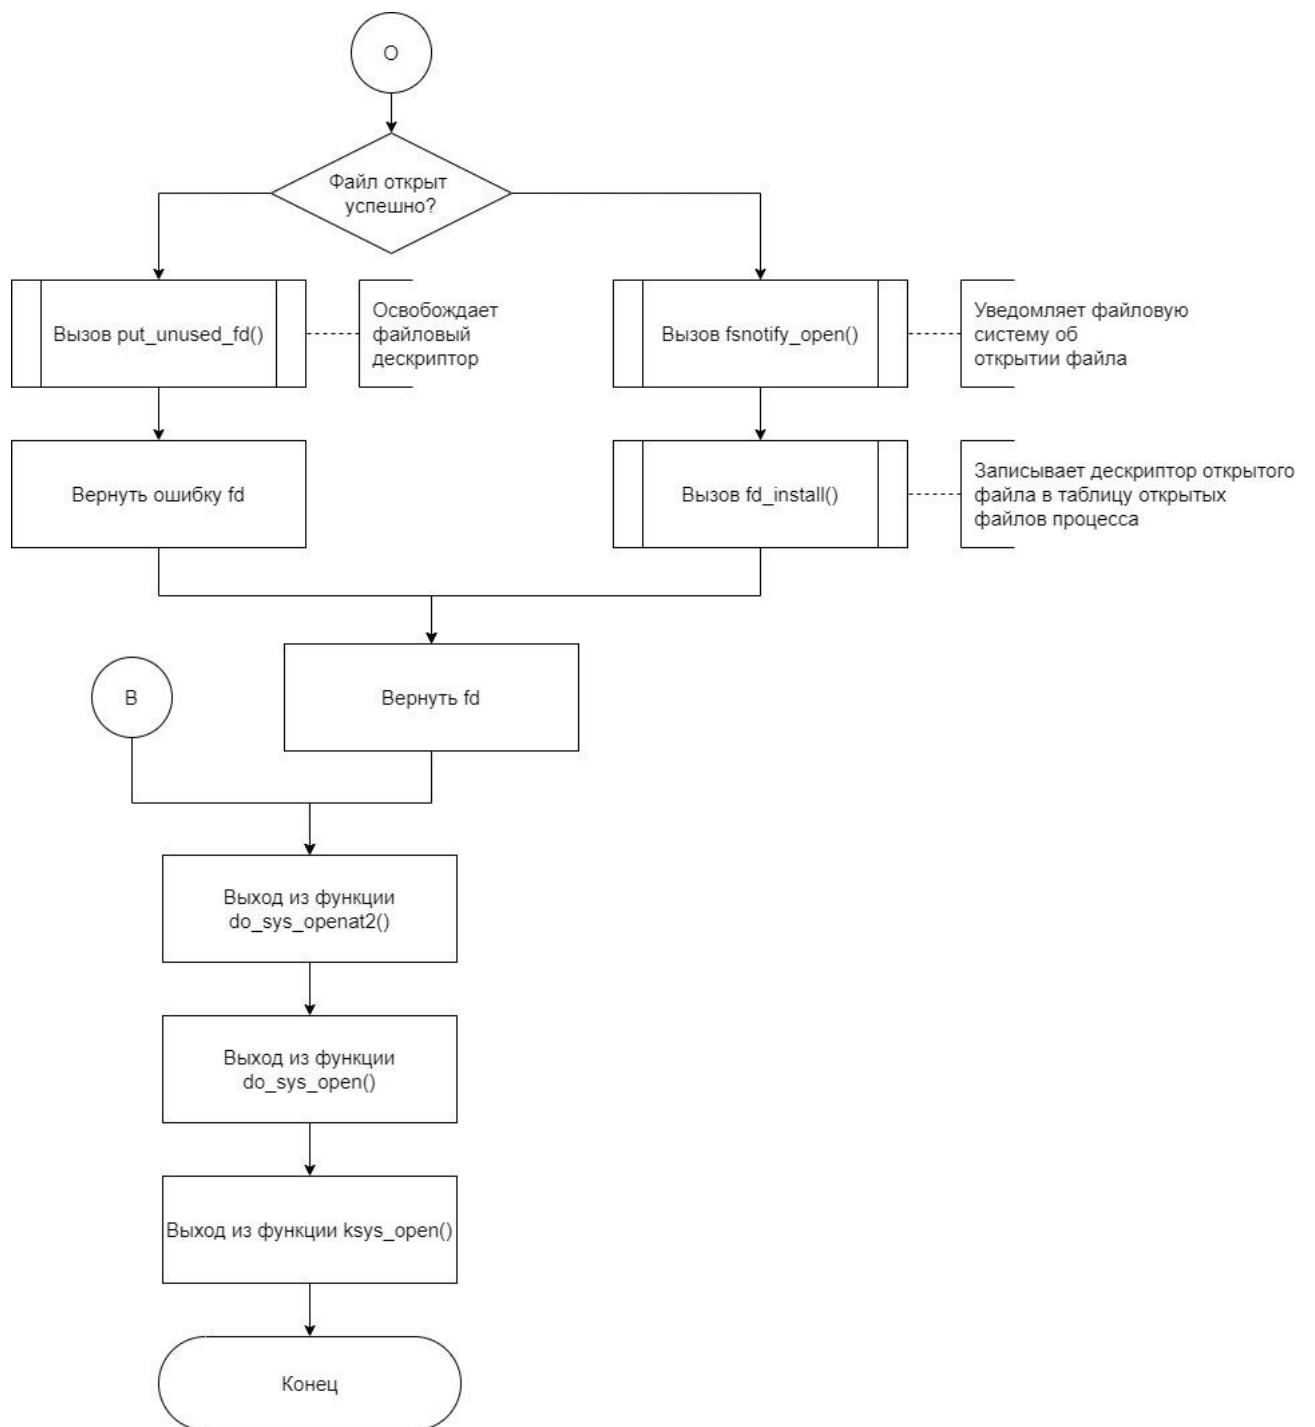 О
Файл открыт
успешно?
Вызов put_unused_fd()
Освобождает
файловый
дескриптор
Вызов fsnotify_open()
Уведомляет файловую
систему об
открытии файла
Вернуть ошибку fd
Вызов fd_install()
Записывает дескриптор открытого
файла в таблицу открытых
файлов процесса
В
Вернуть fd
Выход из функции
do_sys_openat2()
Выход из функции
do_sys_open()
Выход из функции ksys_open()
Конец